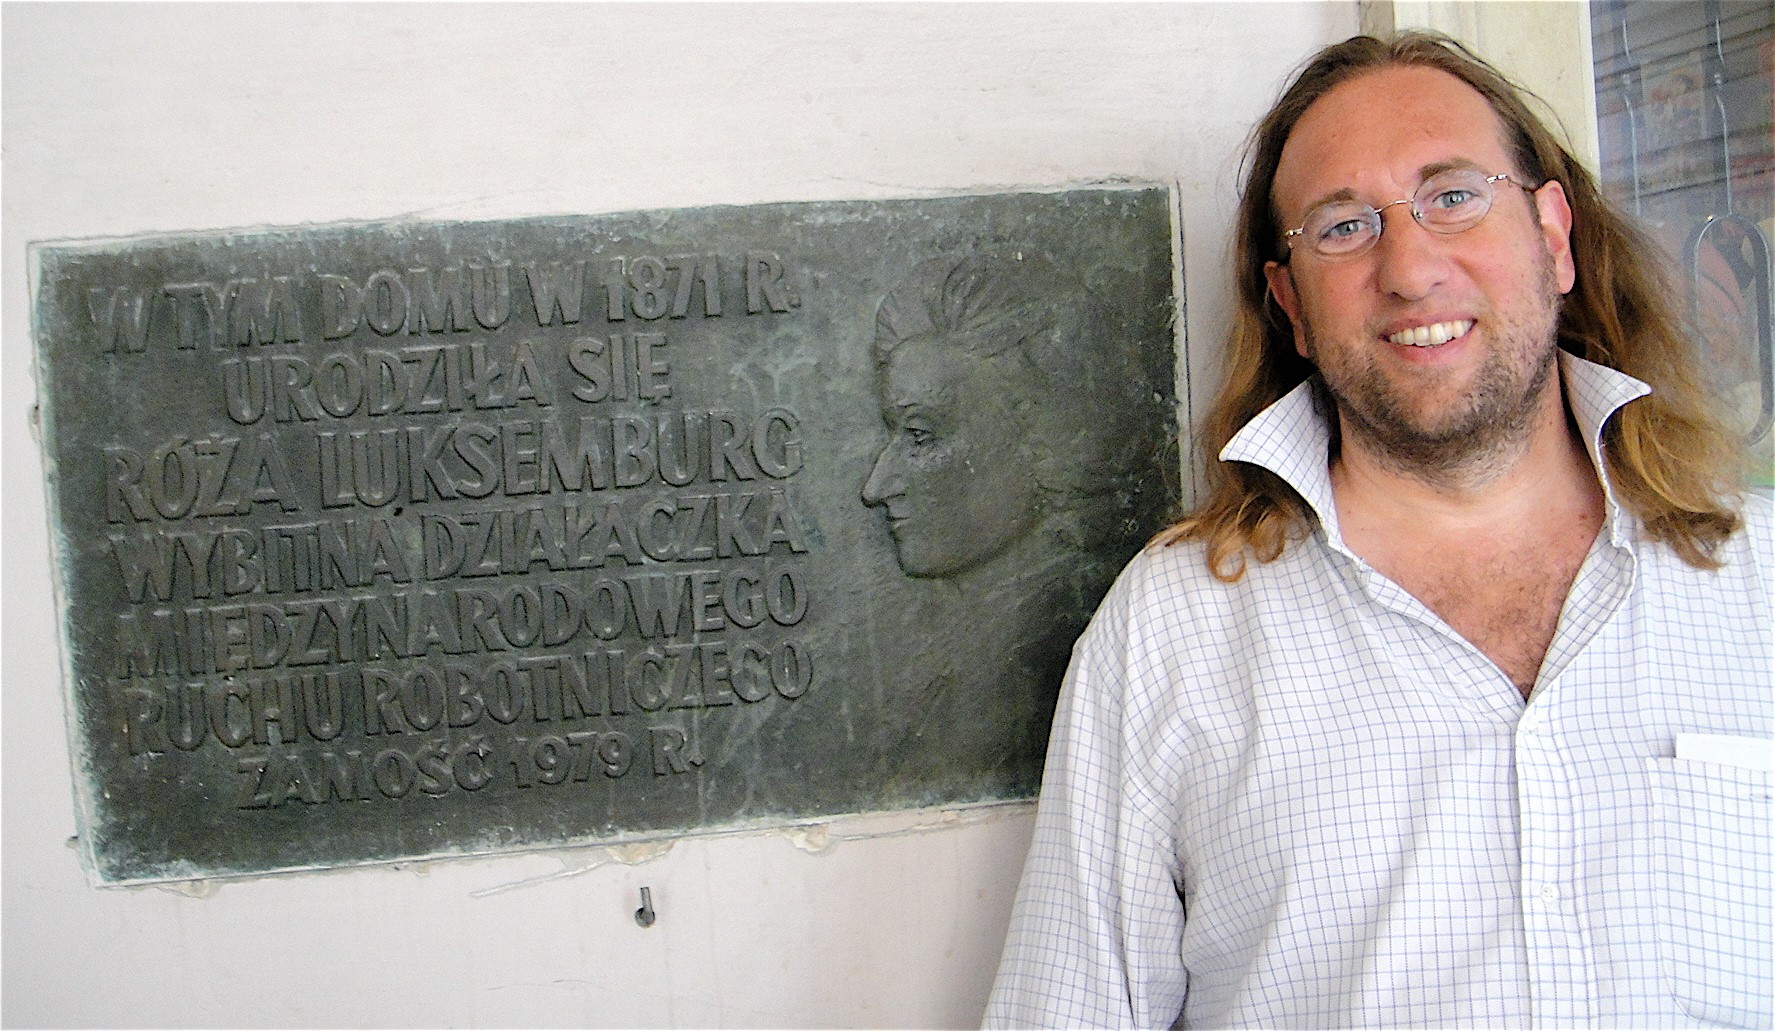 W TYM DOMU W 1871 R.
URODZIŁA SIĘ
RÓŻA LUKSEMBURG
WYBITNA DZIAŁACZKA
MIĘDZYNARODOWEGO
RUCHU ROBOTNICZEGO
ZAMOŚĆ 1979 R.